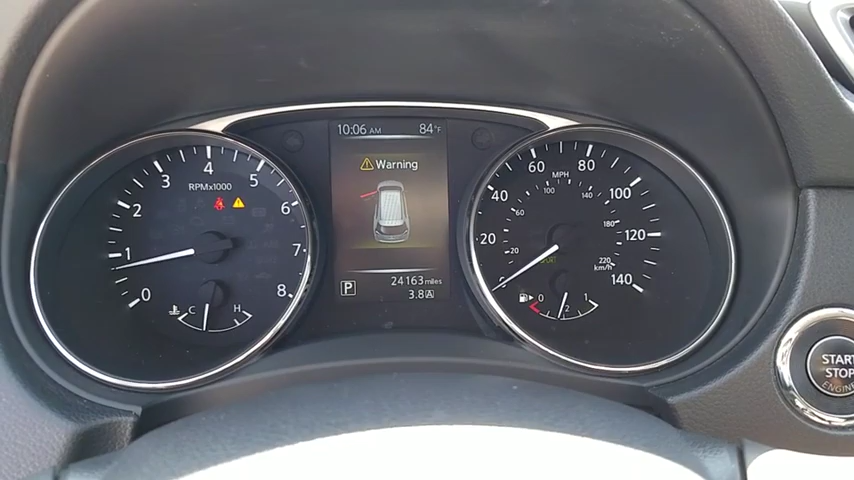 10:06 AM 84°F
Warning
P
24163 miles
3.8 A
RPMx1000
0 1 2 3 4 5 6 7 8
C H
MPH
0 20 40 60 80 100 120 140
20 60 100 140 180 220
km/h
0 1/2 1
START
STOP
ENGINE